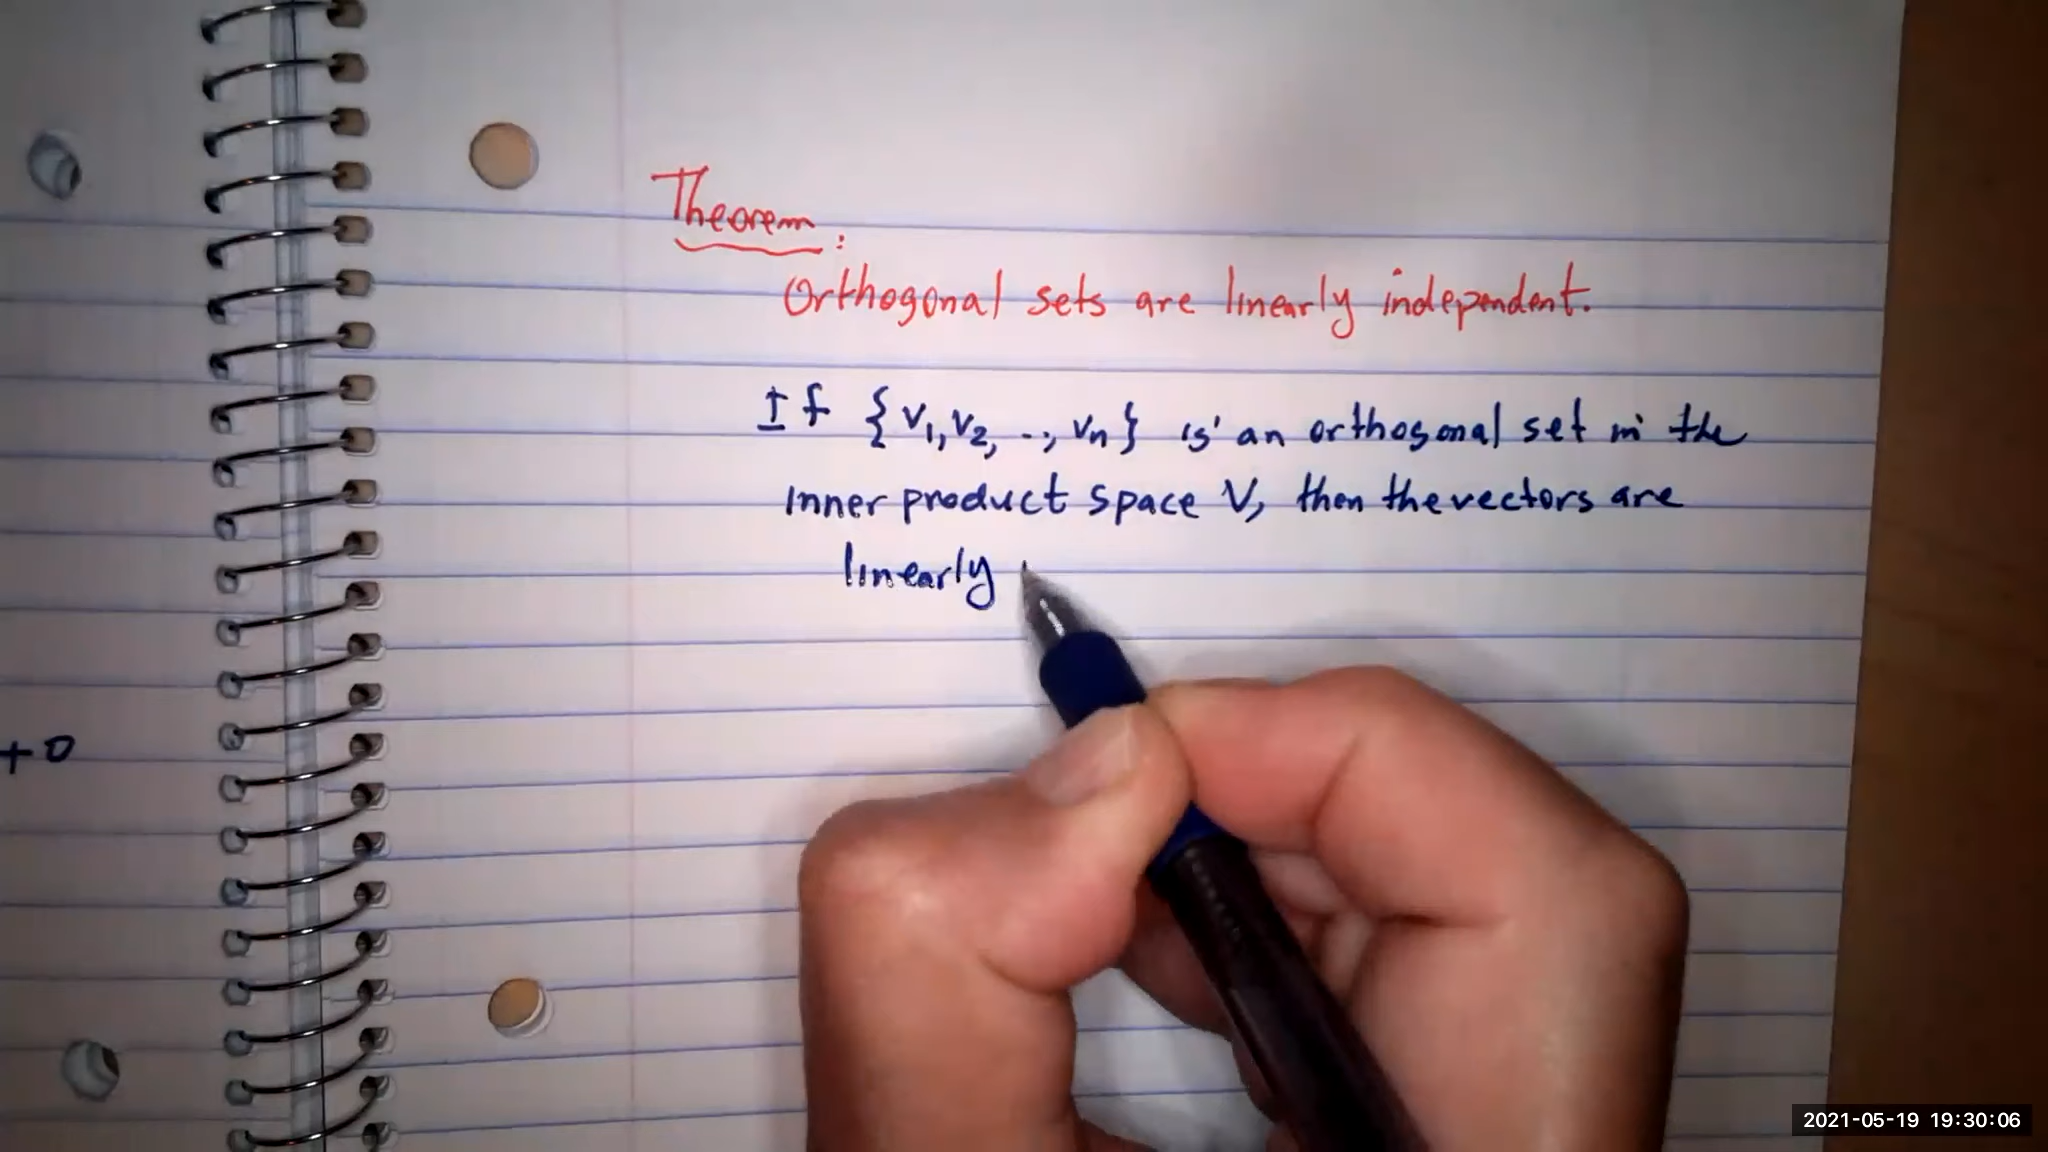 +0
Theorem:
Orthogonal sets are linearly independent.
If {v1, v2, .., vn} is an orthogonal set in the
inner product space V, then the vectors are
linearly
2021-05-19 19:30:06